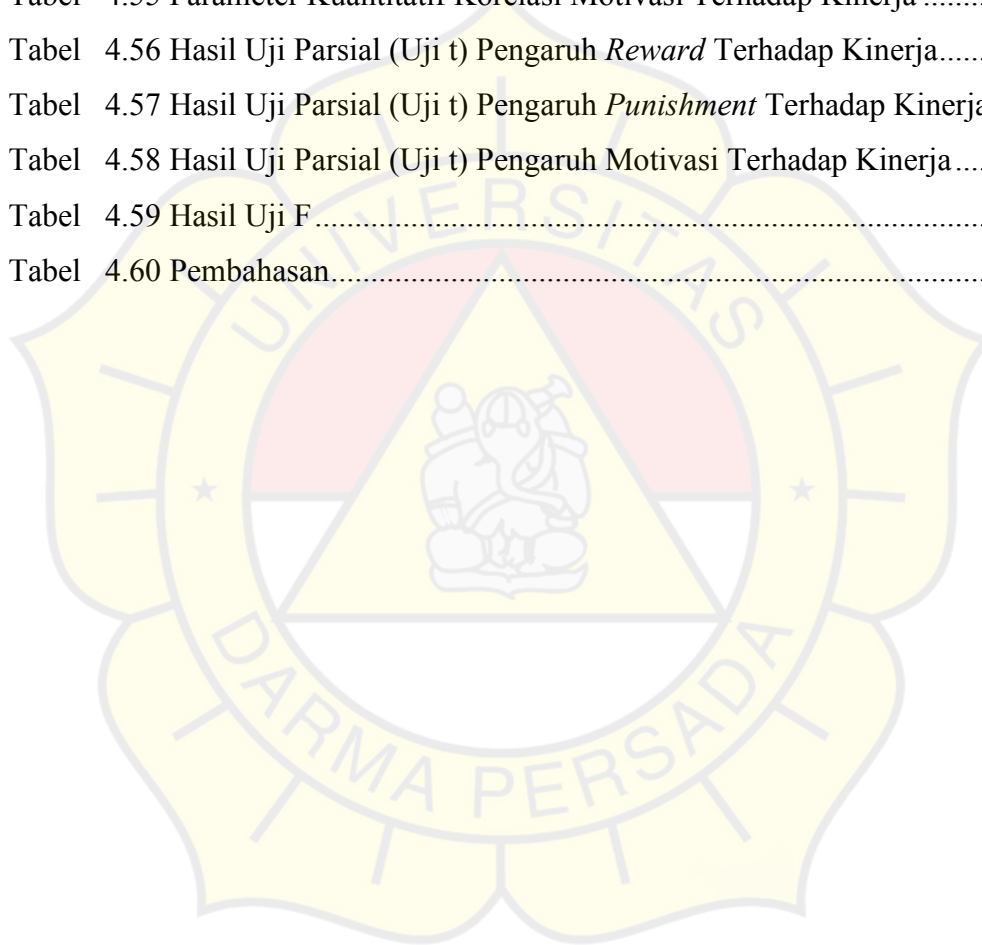 Tabel 4.55 Parameter Kuantitatif Korelasi Motivasi Terhadap Kinerja..........
Tabel 4.56 Hasil Uji Parsial (Uji t) Pengaruh Reward Terhadap Kinerja......
Tabel 4.57 Hasil Uji Parsial (Uji t) Pengaruh Punishment Terhadap Kinerja
Tabel 4.58 Hasil Uji Parsial (Uji t) Pengaruh Motivasi Terhadap Kinerja....
Tabel 4.59 Hasil Uji F....................................................................................
Tabel 4.60 Pembahasan..................................................................................
UNIVERSITAS
DARMA PERSADA